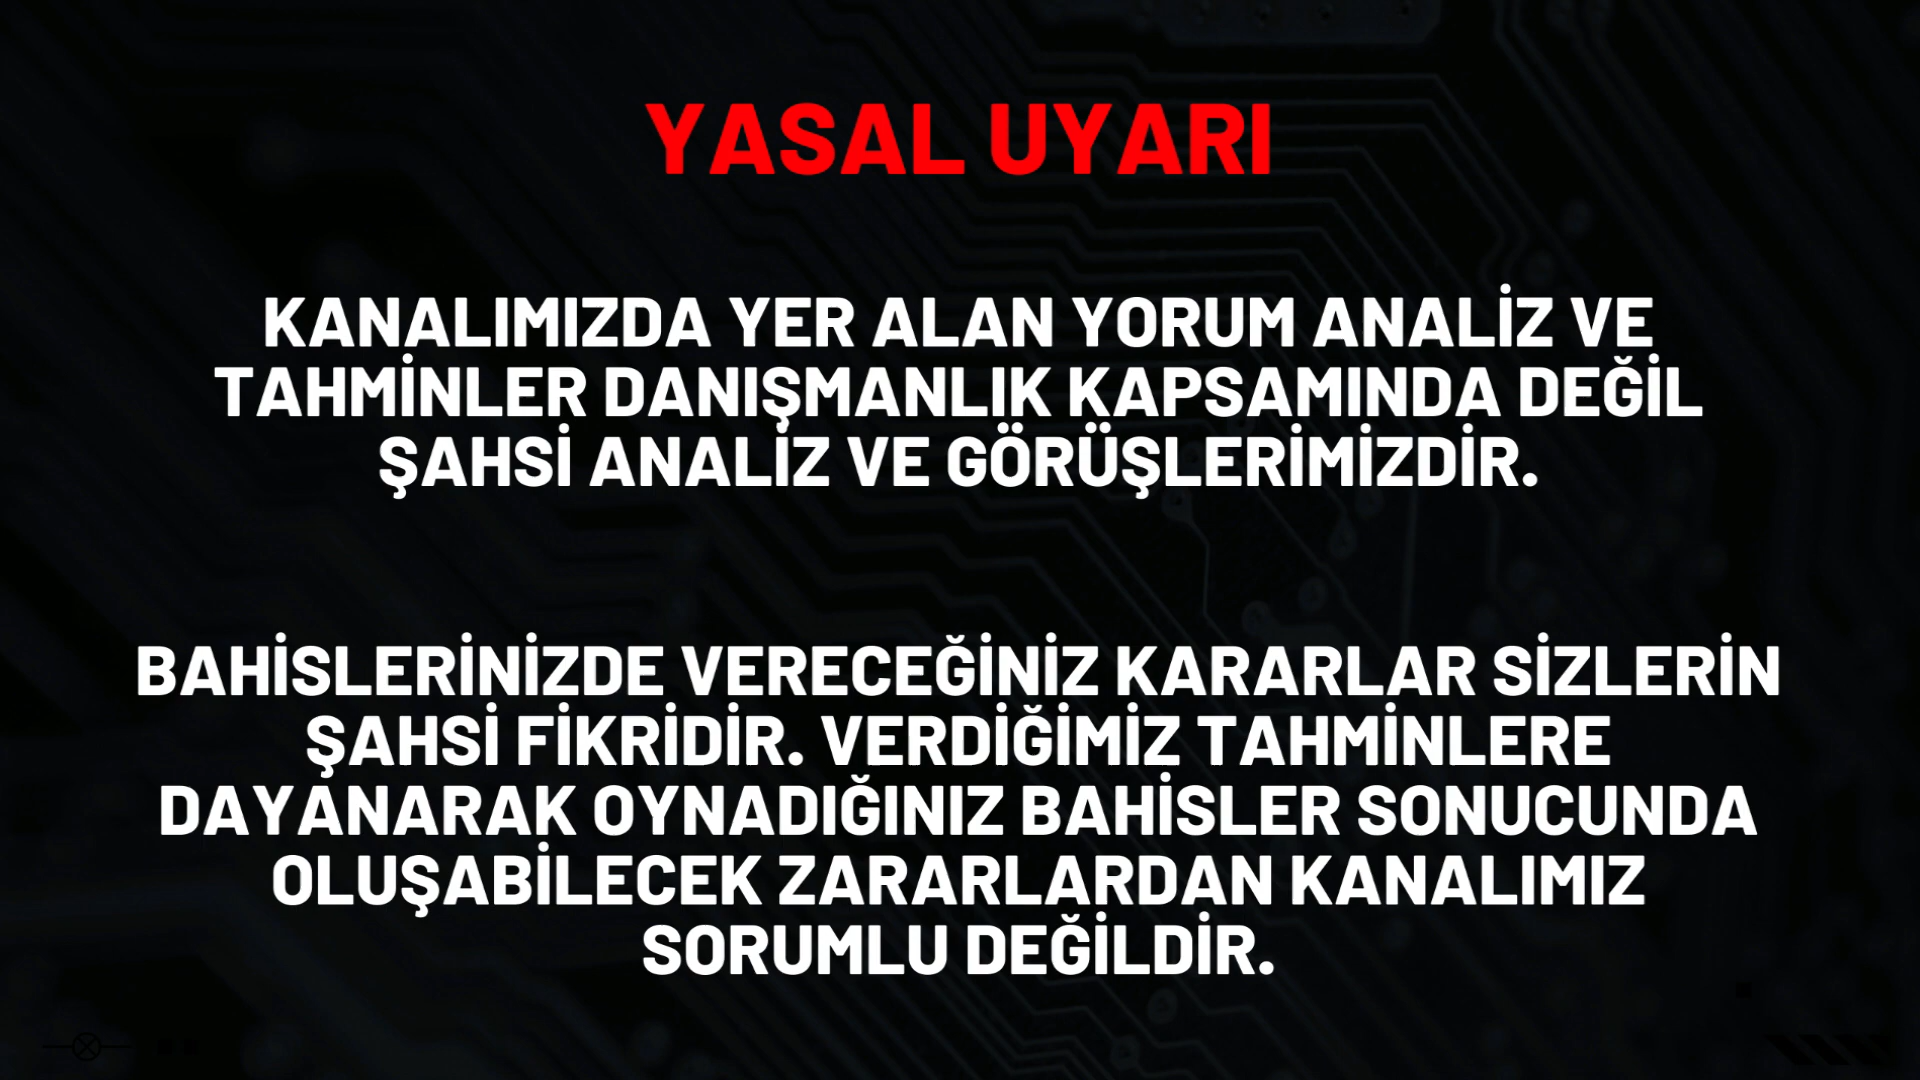 YASAL UYARI
KANALIMIZDA YER ALAN YORUM ANALİZ VE
TAHMİNLER DANIŞMANLIK KAPSAMINDA DEĞİL
ŞAHSİ ANALİZ VE GÖRÜŞLERİMİZDİR.
BAHİSLERİNİZDE VERECEĞİNİZ KARARLAR SİZLERİN
ŞAHSİ FİKRİDİR. VERDİĞİMİZ TAHMİNLERE
DAYANARAK OYNADIĞINIZ BAHİSLER SONUCUNDA
OLUŞABİLECEK ZARARLARDAN KANALIMIZ
SORUMLU DEĞİLDİR.